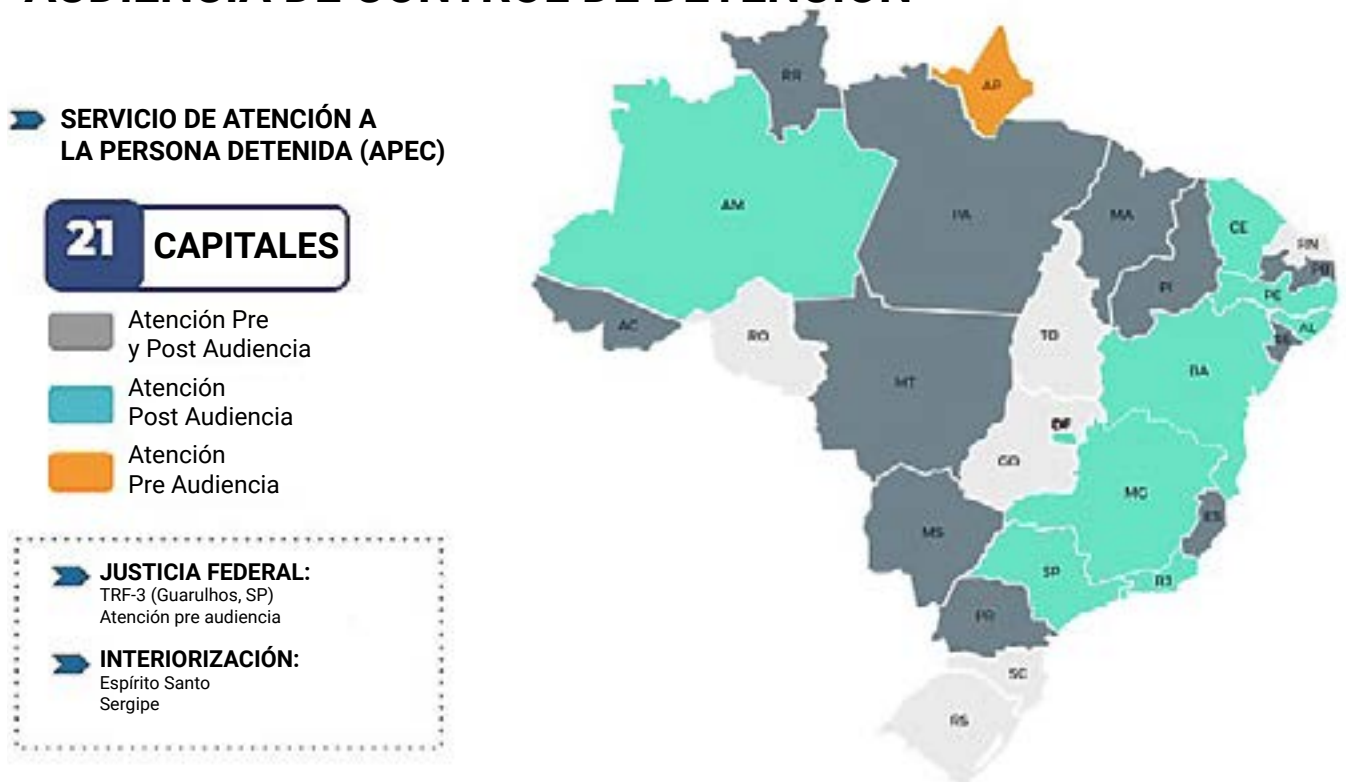 AUDIENCIA DE CONTROL DE DETENCIÓN
SERVICIO DE ATENCIÓN A
LA PERSONA DETENIDA (APEC)
21 CAPITALES
Atención Pre
y Post Audiencia
Atención
Post Audiencia
Atención
Pre Audiencia
JUSTICIA FEDERAL:
TRF-3 (Guarulhos, SP)
Atención pre audiencia
INTERIORIZACIÓN:
Espírito Santo
Sergipe
RR
AP
AM
PA
MA
CE
RN
PB
PI
PE
AC
RO
TO
AL
SE
MT
BA
DF
GO
MG
ES
MS
SP
RJ
PR
SC
RS